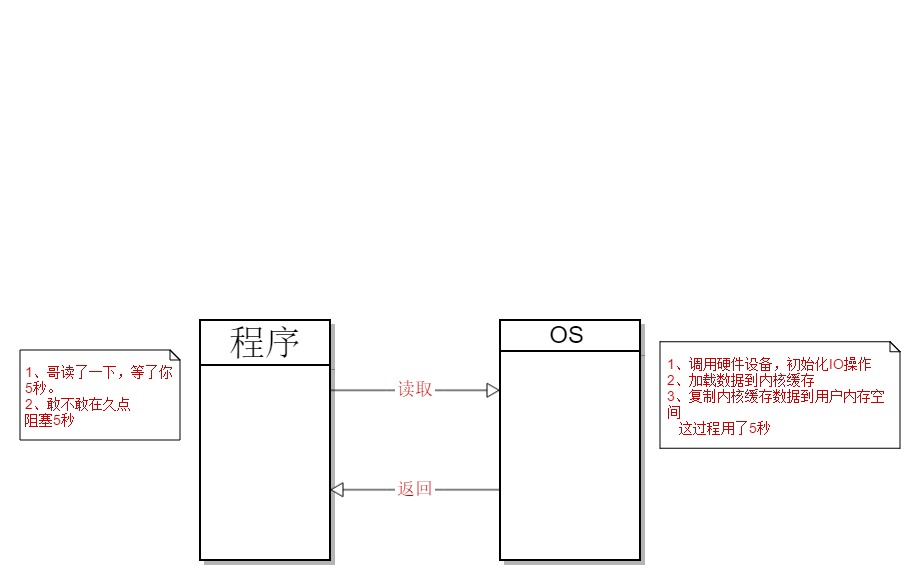 程序
OS
1、哥读了一下，等了你
5秒。
2、敢不敢在久点
阻塞5秒
读取
返回
1、调用硬件设备，初始化IO操作
2、加载数据到内核缓存
3、复制内核缓存数据到用户内存空
间
这过程用了5秒